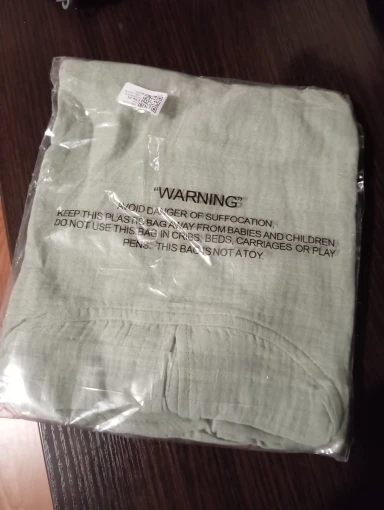 “WARNING”
AVOID DANGER OF SUFFOCATION,
KEEP THIS PLASTIC BAG AWAY FROM BABIES AND CHILDREN
DO NOT USE THIS BAG IN CRIBS, BEDS, CARRIAGES OR PLAY
PENS. THIS BAG IS NOT A TOY.